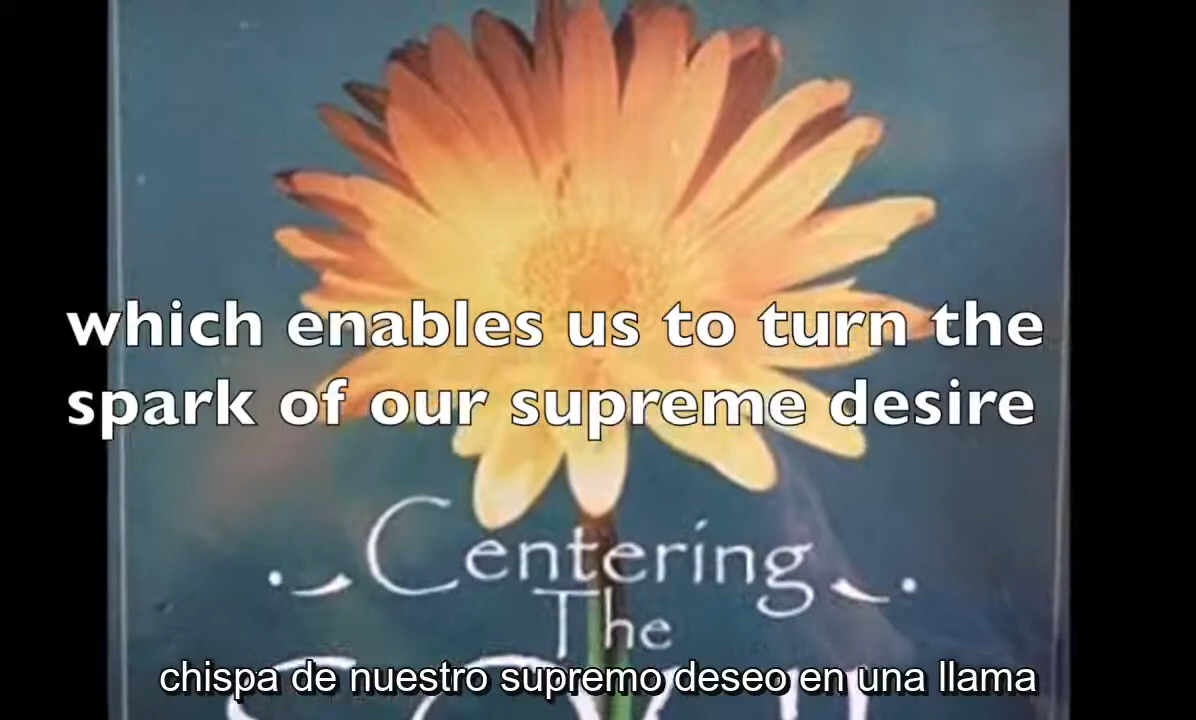 which enables us to turn the
spark of our supreme desire
Centering
The
chispa de nuestro supremo deseo en una llama